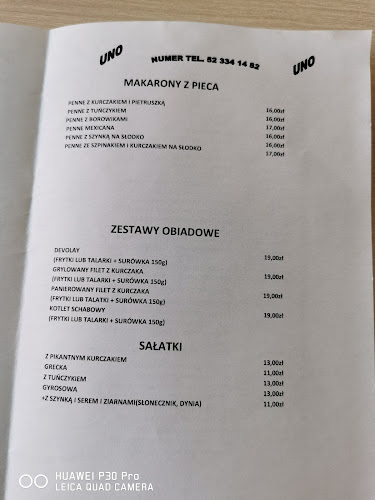 UNO NUMER TEL. 52 334 14 82 UNO
MAKARONY Z PIECA
PENNE Z KURCZAKIEM I PIETRUSZKĄ
PENNE Z TUŃCZYKIEM 16,00zł
PENNE Z BOROWIKAMI 16,00zł
PENNE MEXICANA 17,00zł
PENNE Z SZYNKĄ NA SŁODKO 16,00zł
PENNE ZE SZPINAKIEM I KURCZAKIEM NA SŁODKO 16,00zł
17,00zł
ZESTAWY OBIADOWE
DEVOLAY
(FRYTKI LUB TALARKI + SURÓWKA 150g) 19,00zł
GRYLOWANY FILET Z KURCZAKA
(FRYTKI LUB TALARKI + SURÓWKA 150g) 19,00zł
PANIEROWANY FILET Z KURCZAKA
(FRYTKI LUB TALATKI + SURÓWKA 150g) 19,00zł
KOTLET SCHABOWY
(FRYTKI LUB TALARKI + SURÓWKA 150g) 19,00zł
SAŁATKI
Z PIKANTNYM KURCZAKIEM 13,00zł
GRECKA 11,00zł
Z TUŃCZYKIEM 13,00zł
GYROSOWA 13,00zł
+Z SZYNKĄ I SEREM I ZIARNAMI(SŁONECZNIK, DYNIA) 11,00zł
HUAWEI P30 Pro
LEICA QUAD CAMERA